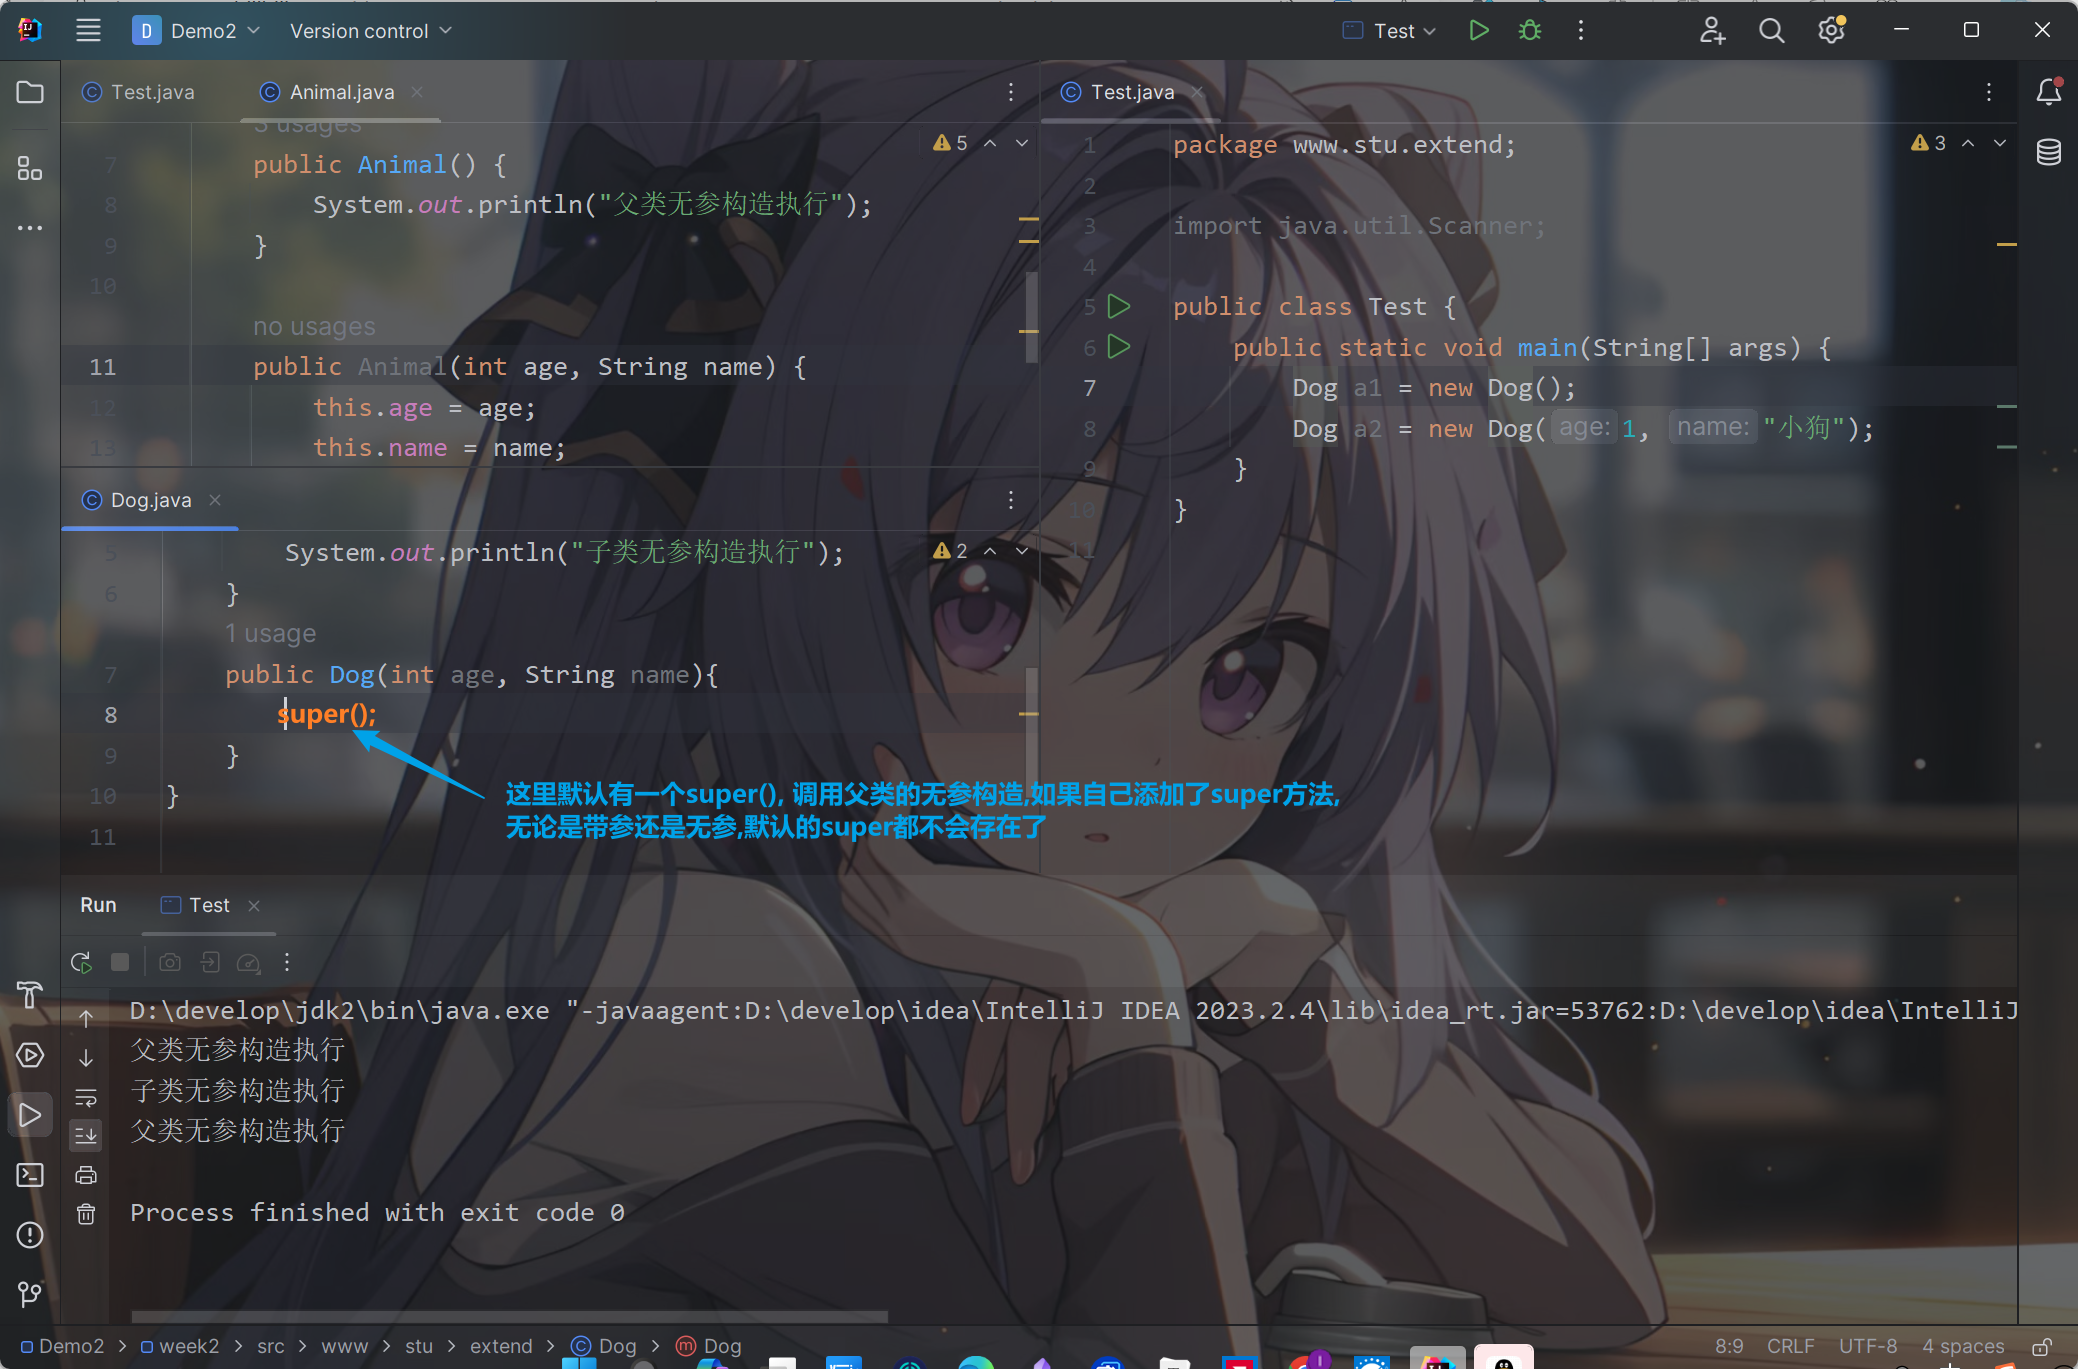 Demo2
Version control
Test
Test.java
Animal.java
3 usages
7 public Animal() {
8 System.out.println("父类无参构造执行");
9 }
10
no usages
11 public Animal(int age, String name) {
12 this.age = age;
13 this.name = name;
5
Test.java
1 package www.stu.extend;
2
3 import java.util.Scanner;
4
5 public class Test {
6 public static void main(String[] args) {
7 Dog a1 = new Dog();
8 Dog a2 = new Dog( age: 1, name: "小狗");
9 }
10 }
11
3
Dog.java
5 System.out.println("子类无参构造执行");
6 }
1 usage
7 public Dog(int age, String name){
8 super();
9 }
10 }
11
2
这里默认有一个super(), 调用父类的无参构造,如果自己添加了super方法,
无论是带参还是无参,默认的super都不会存在了
Run
Test
D:\develop\jdk2\bin\java.exe "-javaagent:D:\develop\idea\IntelliJ IDEA 2023.2.4\lib\idea_rt.jar=53762:D:\develop\idea\IntelliJ
父类无参构造执行
子类无参构造执行
父类无参构造执行
Process finished with exit code 0
Demo2 > week2 > src > www > stu > extend > Dog > Dog
8:9 CRLF UTF-8 4 spaces